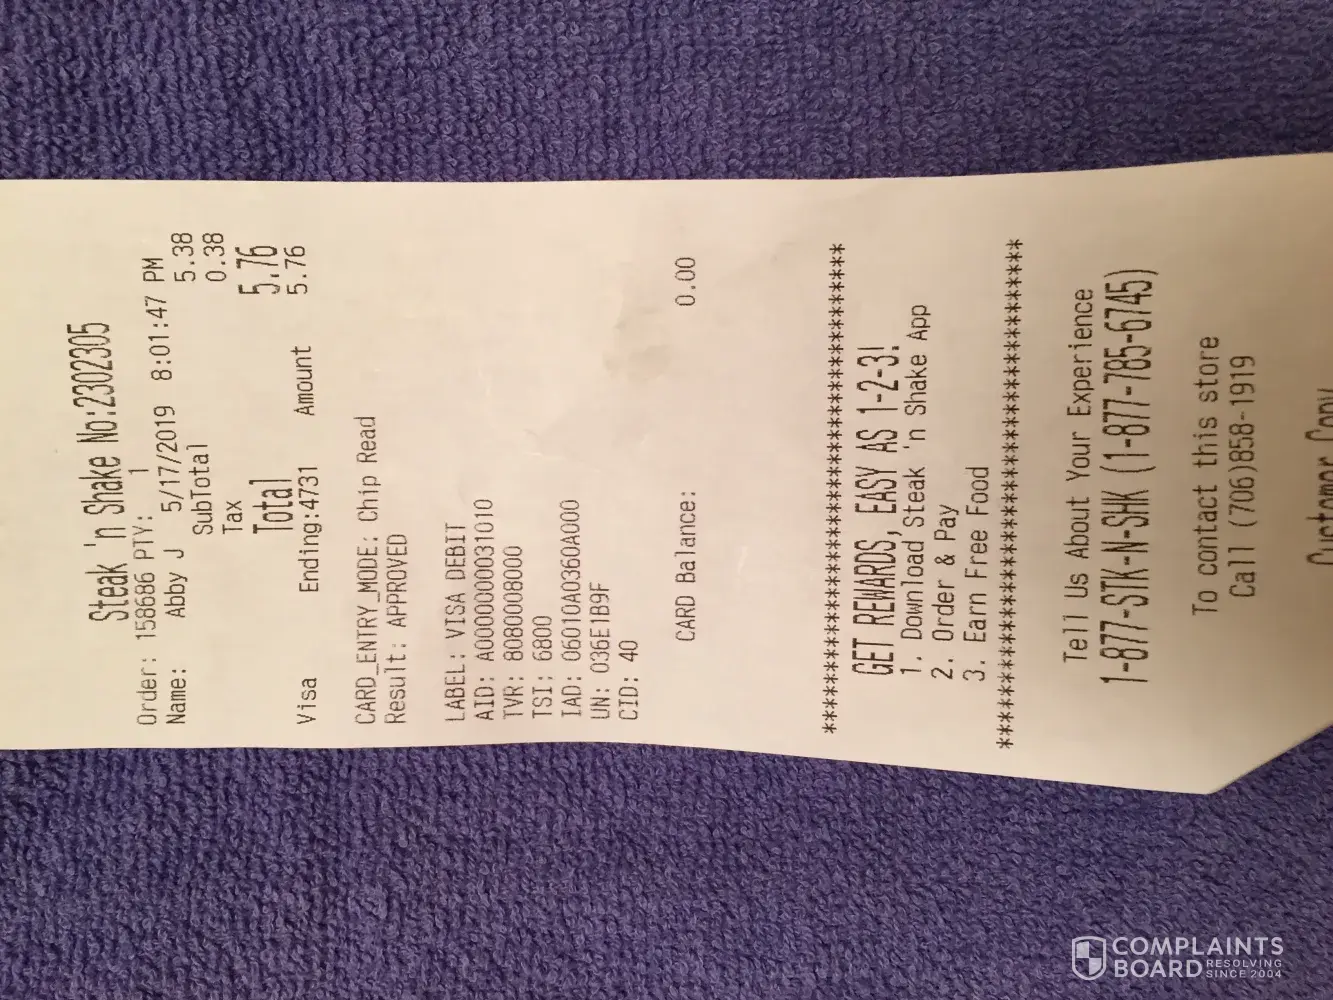 Steak 'n Shake No:2302305
Order: 158686 PTY: 1
Name: Abby J 5/17/2019 8:01:47 PM
SubTotal 5.38
Tax 0.38
Total 5.76
Visa Ending:4731 Amount 5.76
CARD_ENTRY_MODE: Chip Read
Result: APPROVED
LABEL: VISA DEBIT
AID: A0000000031010
TVR: 8080008000
TSI: 6800
IAD: 06010A0360A000
UN: 036E1B9F
CID: 40
CARD Balance: 0.00
****************************************
GET REWARDS, EASY AS 1-2-3!
1. Download Steak 'n Shake App
2. Order & Pay
3. Earn Free Food
****************************************
Tell Us About Your Experience
1-877-STK-N-SHK (1-877-785-6745)
To contact this store
Call (706)858-1919
Customer Copy
COMPLAINTS
BOARD RESOLVING
SINCE 2004